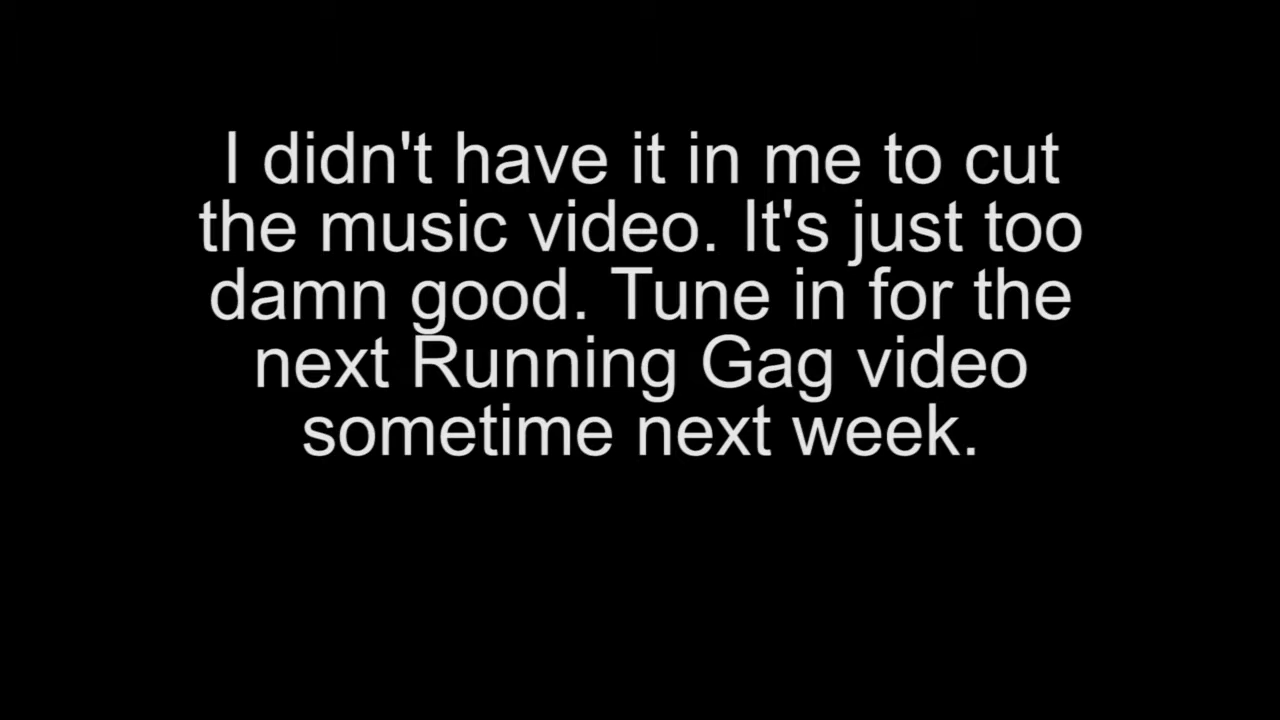 I didn't have it in me to cut
the music video. It's just too
damn good. Tune in for the
next Running Gag video
sometime next week.